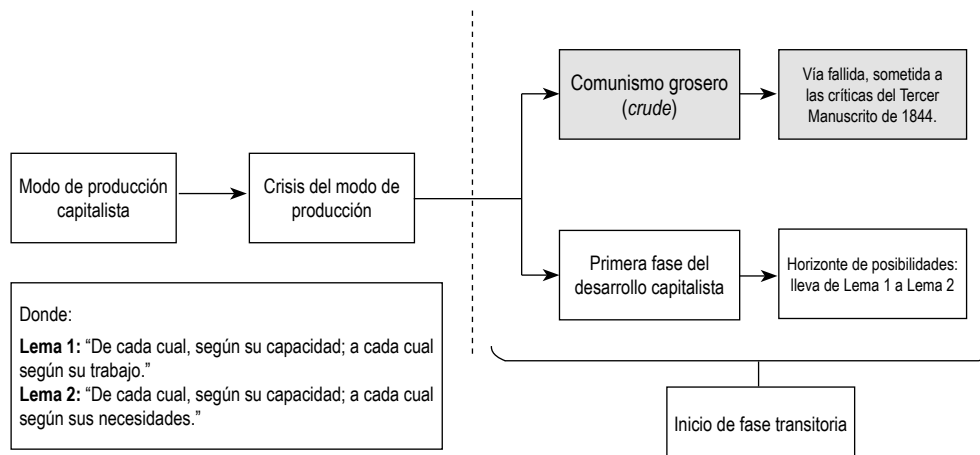 Comunismo grosero
(crude)
Vía fallida, sometida a
las críticas del Tercer
Manuscrito de 1844.
Modo de producción
capitalista
Crisis del modo de
producción
Primera fase del
desarrollo capitalista
Horizonte de posibilidades:
lleva de Lema 1 a Lema 2
Donde:
Lema 1: “De cada cual, según su capacidad; a cada cual
según su trabajo.”
Lema 2: “De cada cual, según su capacidad; a cada cual
según sus necesidades.”
Inicio de fase transitoria